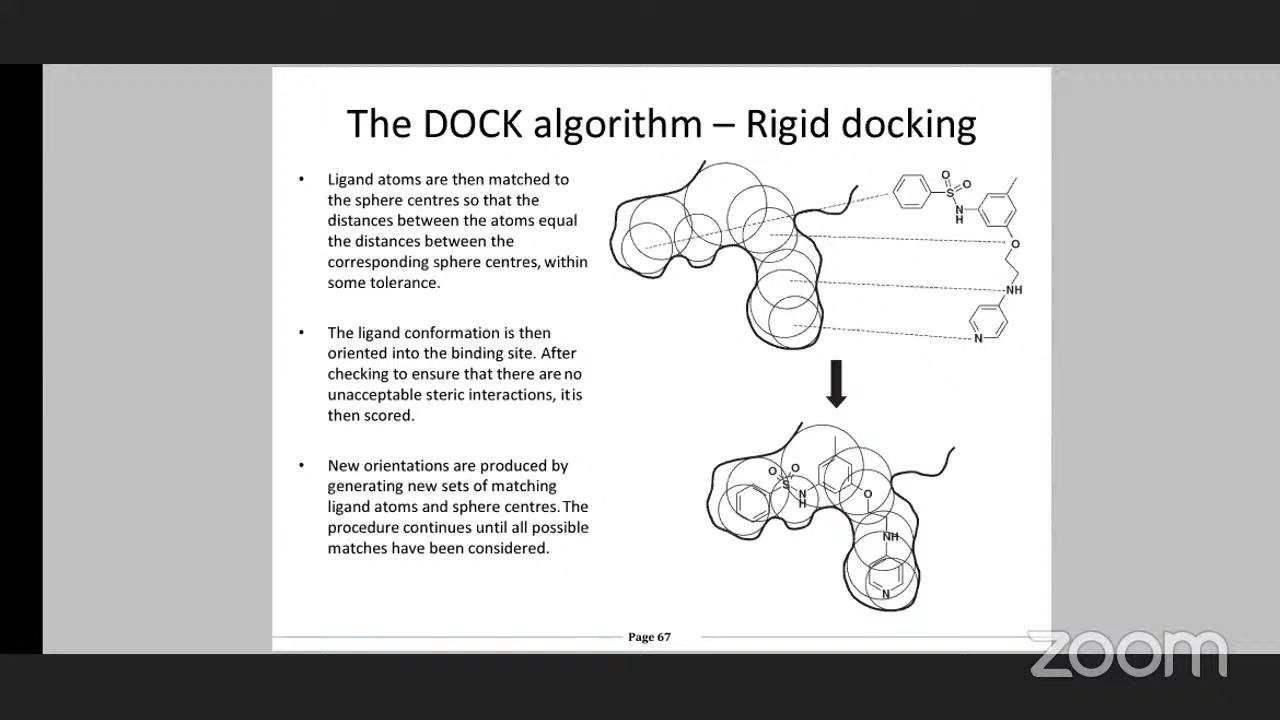 The DOCK algorithm – Rigid docking
• Ligand atoms are then matched to
the sphere centres so that the
distances between the atoms equal
the distances between the
corresponding sphere centres, within
some tolerance.
• The ligand conformation is then
oriented into the binding site. After
checking to ensure that there are no
unacceptable steric interactions, it is
then scored.
• New orientations are produced by
generating new sets of matching
ligand atoms and sphere centres. The
procedure continues until all possible
matches have been considered.
O
O
S
N
H
O
NH
N
O
O
S
N
H
O
NH
N
Page 67
zoom